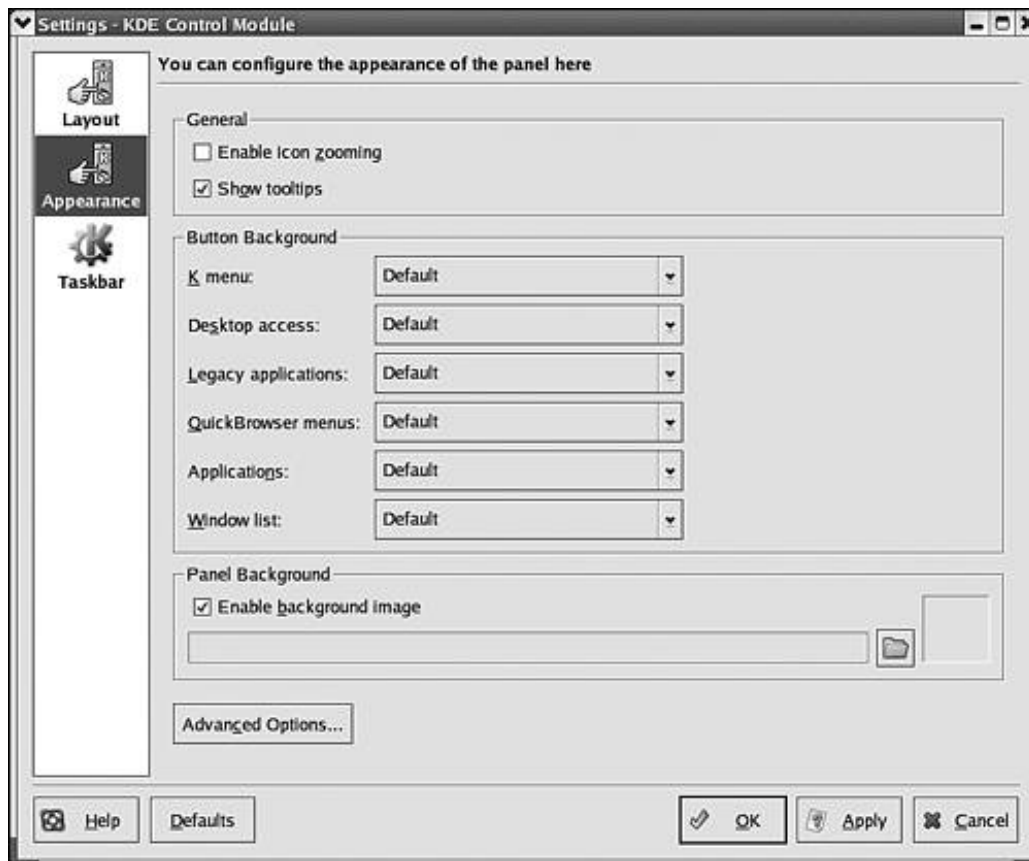 Settings - KDE Control Module
Layout
Appearance
Taskbar
You can configure the appearance of the panel here
General
Enable icon zooming
Show tooltips
Button Background
K menu: Default
Desktop access: Default
Legacy applications: Default
QuickBrowser menus: Default
Applications: Default
Window list: Default
Panel Background
Enable background image
Advanced Options...
Help Defaults OK Apply Cancel